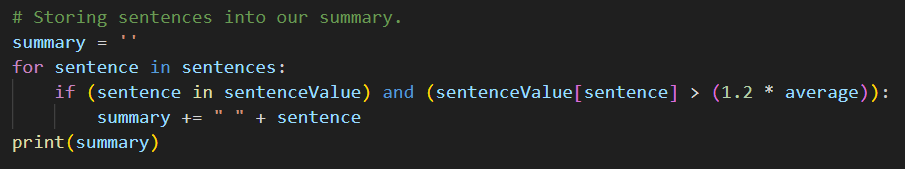 # Storing sentences into our summary.
summary = ''
for sentence in sentences:
    if (sentence in sentenceValue) and (sentenceValue[sentence] > (1.2 * average)):
        summary += " " + sentence
print(summary)